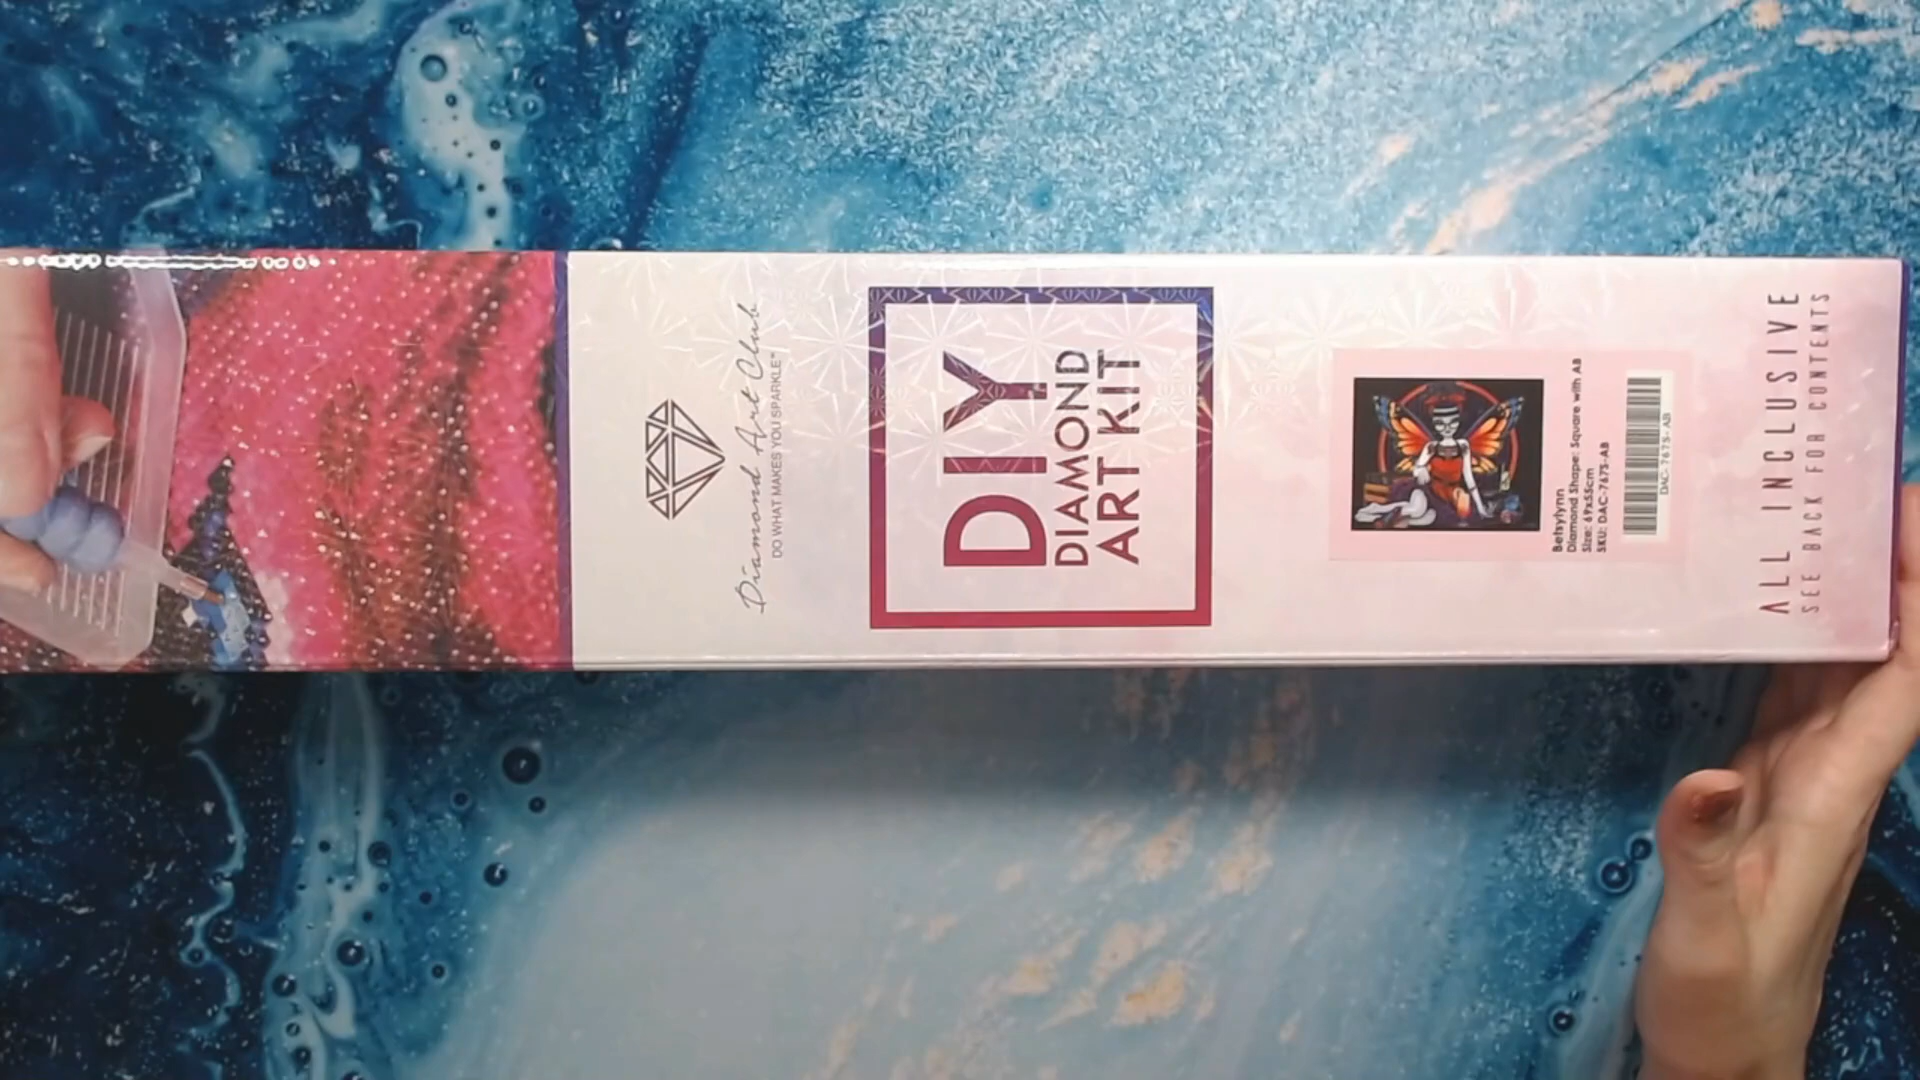 Diamond Art Club
DO WHAT MAKES YOU SPARKLE™
DIY
DIAMOND
ART KIT
Betsylynn
Diamond Shape: Square with AB
Size: 69x55cm
SKU: DAC-7675-AB
DAC-7675-AB
ALL INCLUSIVE
SEE BACK FOR CONTENTS